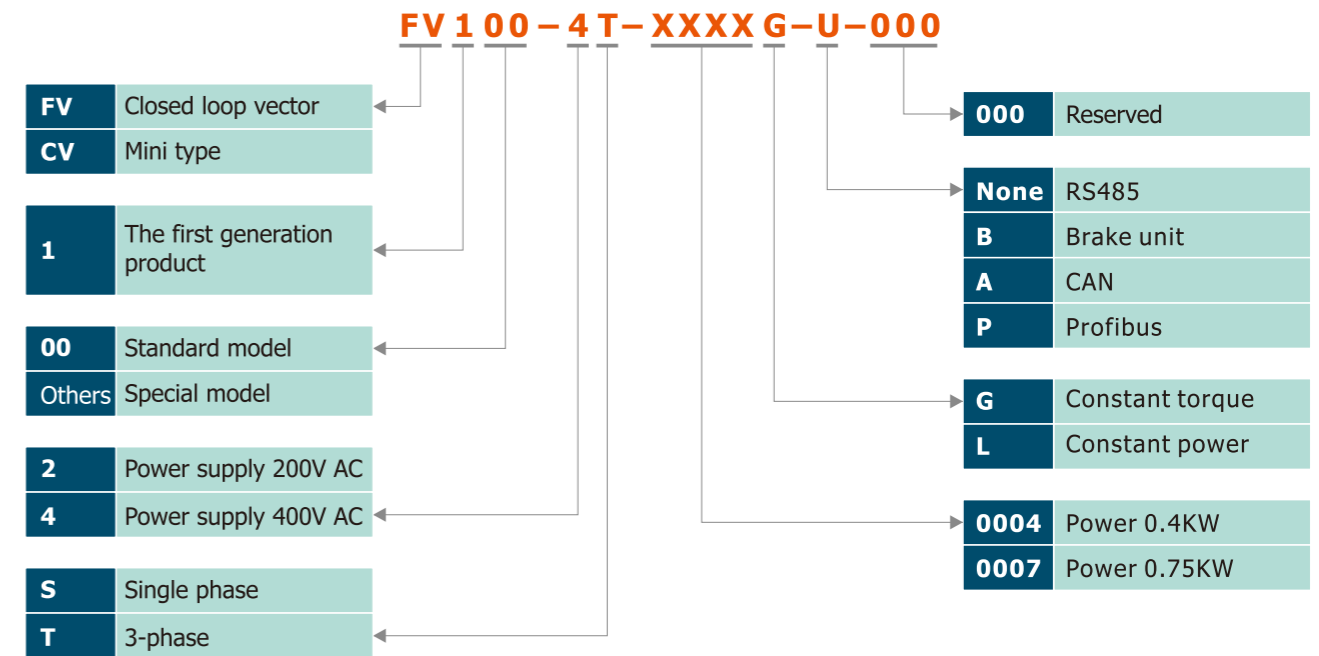 FV100–4T–XXXXG–U–000
FV Closed loop vector
CV Mini type
1 The first generation
product
00 Standard model
Others Special model
2 Power supply 200V AC
4 Power supply 400V AC
S Single phase
T 3-phase
000 Reserved
None RS485
B Brake unit
A CAN
P Profibus
G Constant torque
L Constant power
0004 Power 0.4KW
0007 Power 0.75KW